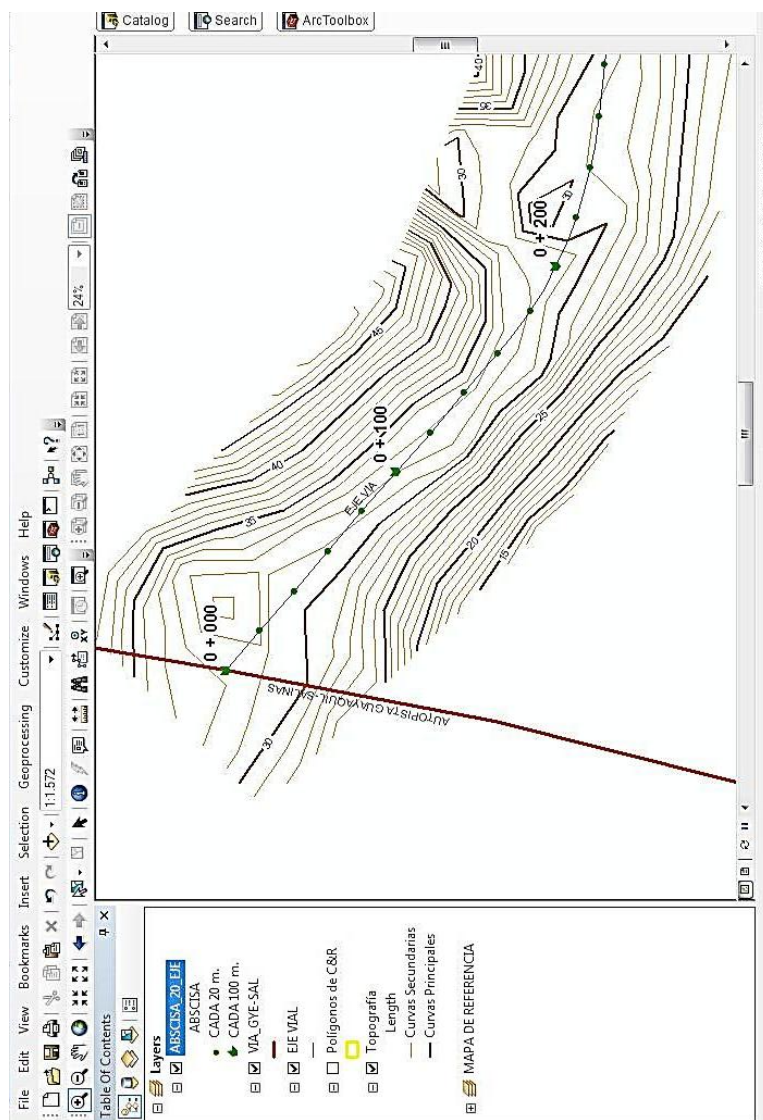 File Edit View Bookmarks Insert Selection Geoprocessing Customize Windows Help
1:1.572
24%
Table Of Contents
Layers
ABSCISA_20_EJE
ABSCISA
CADA 20 m.
CADA 100 m.
VIA_GYE-SAL
EJE VIAL
Polígonos de C&R
Topografía
Length
Curvas Secundarias
Curvas Principales
MAPA DE REFERENCIA
0 + 000
0 + 100
0 + 200
EJE VIA
AUTOPISTA GUAYAQUIL-SALINAS
30
35
40
45
30
30
36
40
25
20
15
Catalog
Search
ArcToolbox